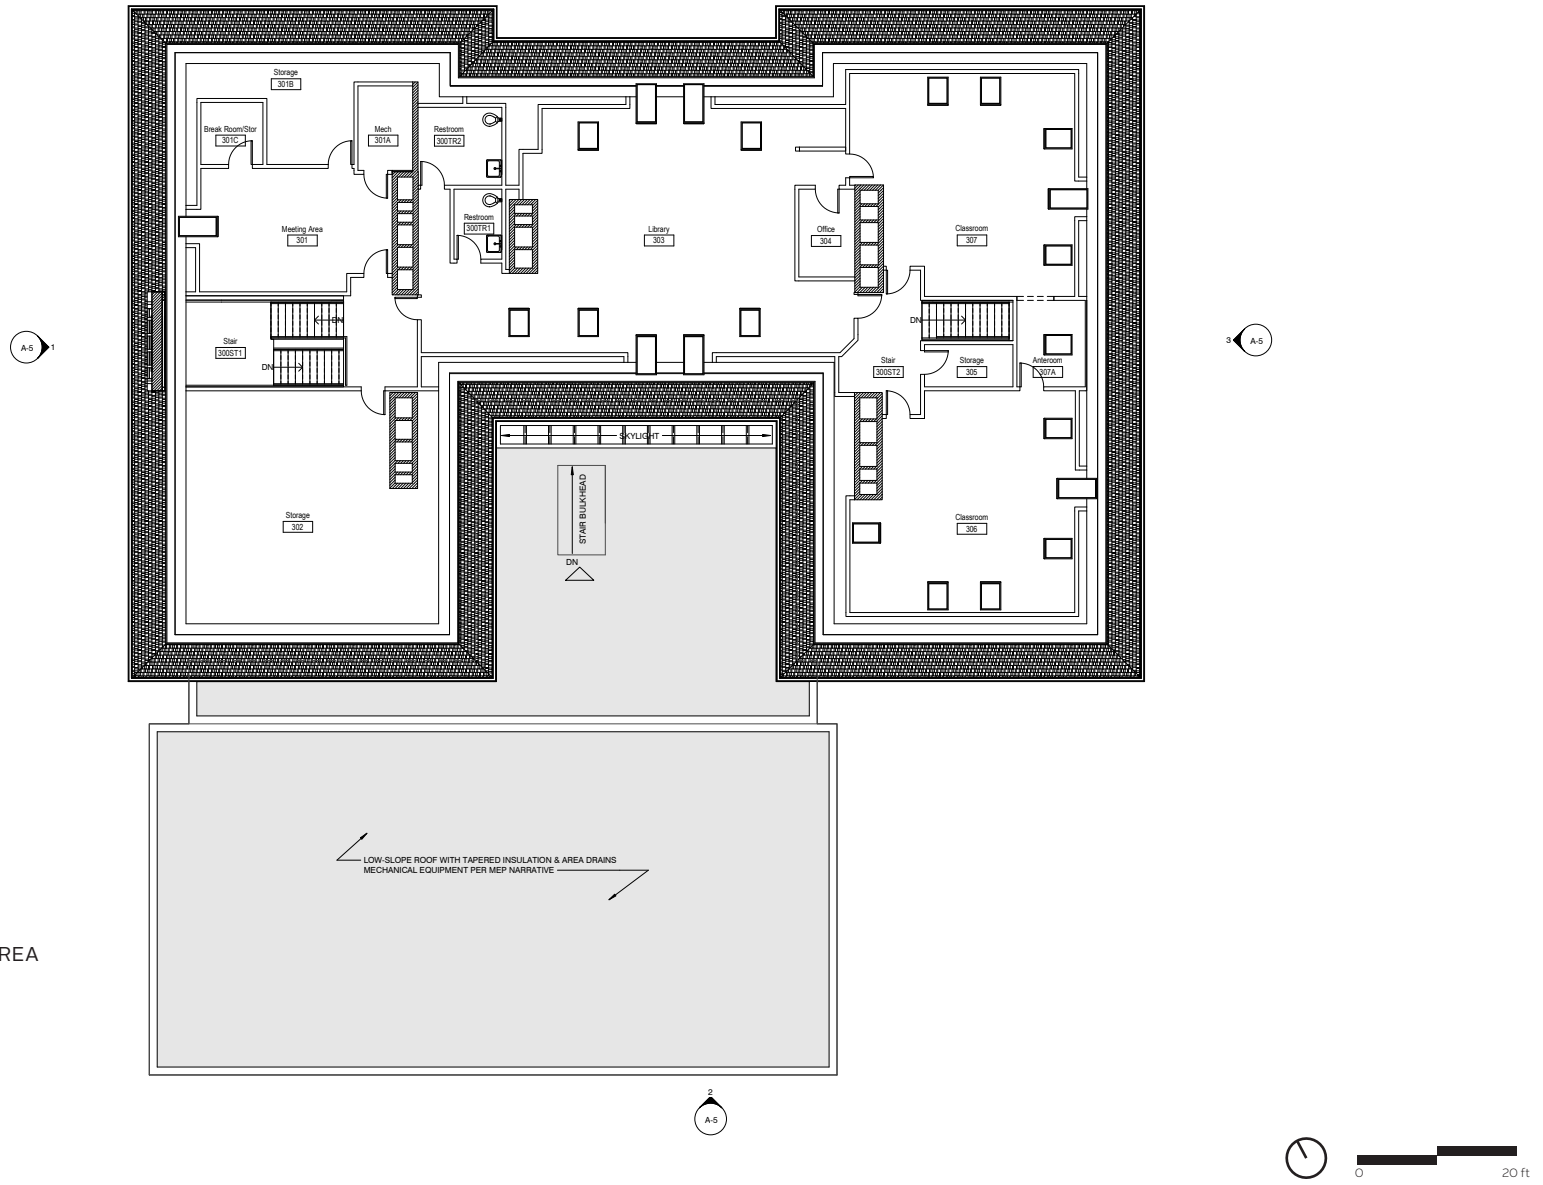 Storage
301B
Break Room/Stor
301C
Mech
301A
Restroom
300TR2
Restroom
300TR1
Meeting Area
301
Library
303
Office
304
Classroom
307
DN
DN
Stair
300ST1
DN
Stair
300ST2
Storage
305
Anteroom
307A
A-5
1
3
A-5
SKYLIGHT
STAIR BULKHEAD
DN
Storage
302
Classroom
306
LOW-SLOPE ROOF WITH TAPERED INSULATION & AREA DRAINS
MECHANICAL EQUIPMENT PER MEP NARRATIVE
REA
2
A-5
0
20 ft